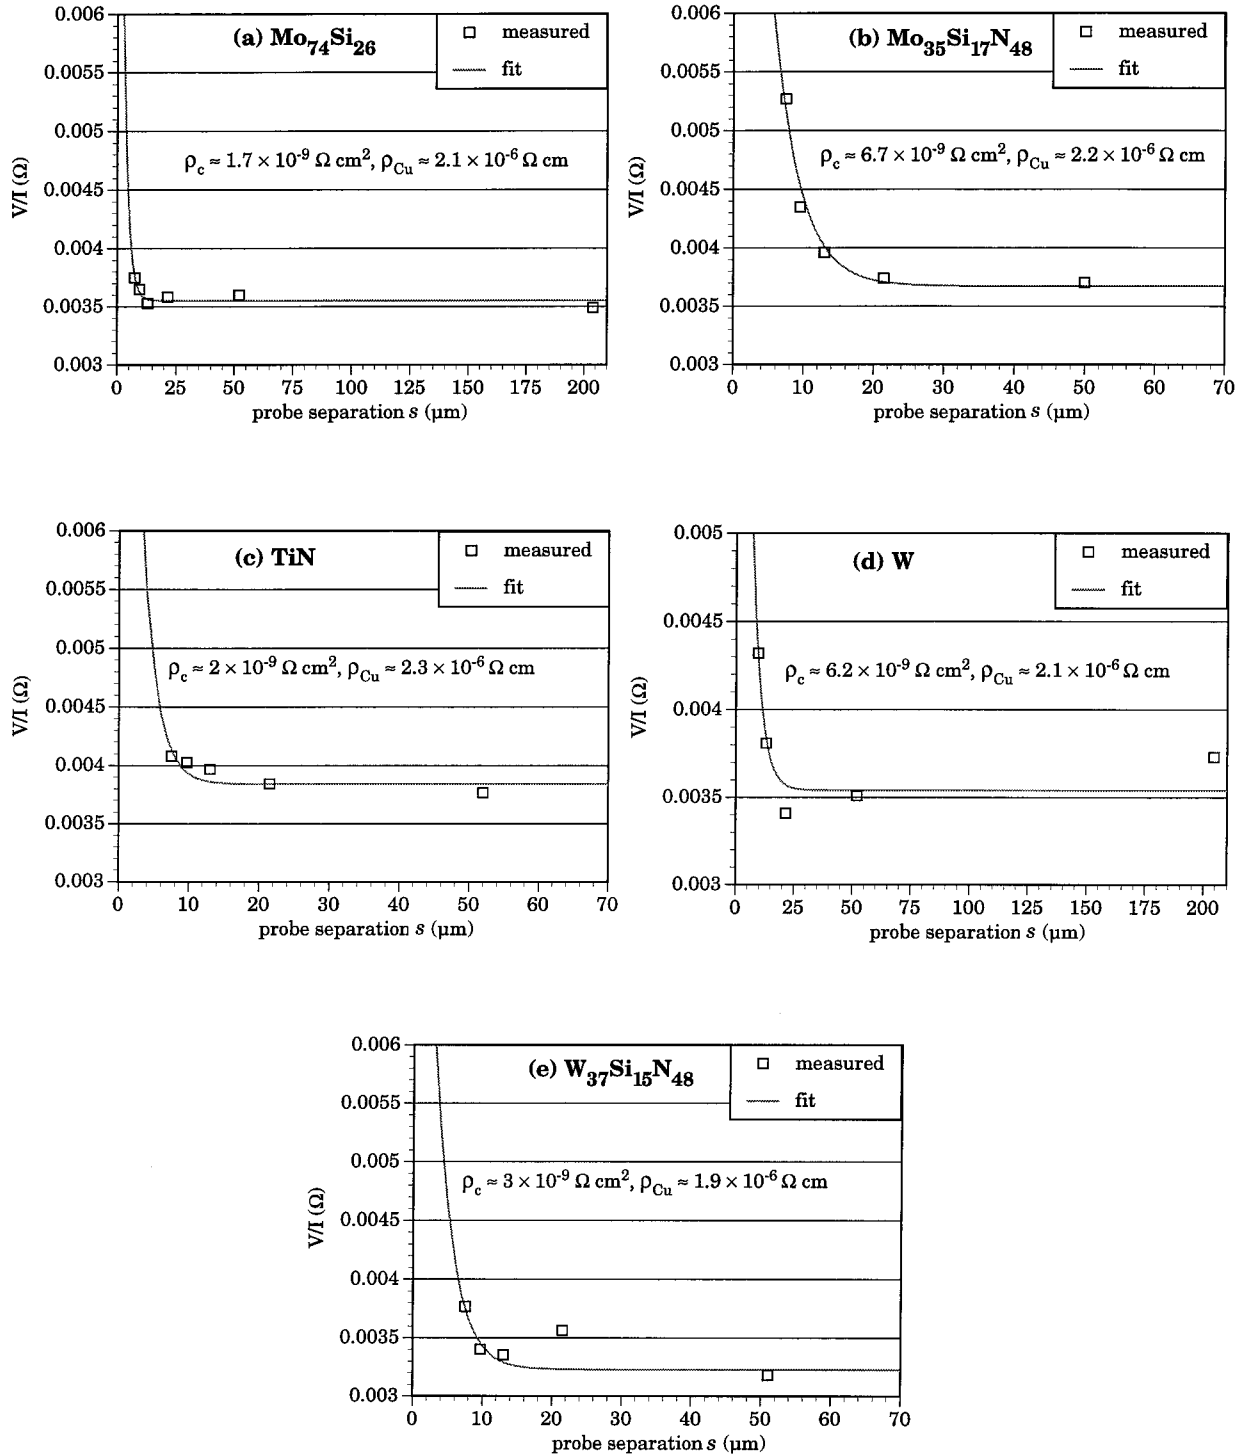 (a) Mo74Si26
measured
fit
ρc ≈ 1.7 × 10-9 Ω cm2, ρCu ≈ 2.1 × 10-6 Ω cm
V/I (Ω)
0.006
0.0055
0.005
0.0045
0.004
0.0035
0.003
0 25 50 75 100 125 150 175 200
probe separation s (μm)
(b) Mo35Si17N48
measured
fit
ρc ≈ 6.7 × 10-9 Ω cm2, ρCu ≈ 2.2 × 10-6 Ω cm
V/I (Ω)
0.006
0.0055
0.005
0.0045
0.004
0.0035
0.003
0 10 20 30 40 50 60 70
probe separation s (μm)
(c) TiN
measured
fit
ρc ≈ 2 × 10-9 Ω cm2, ρCu ≈ 2.3 × 10-6 Ω cm
V/I (Ω)
0.006
0.0055
0.005
0.0045
0.004
0.0035
0.003
0 10 20 30 40 50 60 70
probe separation s (μm)
(d) W
measured
fit
ρc ≈ 6.2 × 10-9 Ω cm2, ρCu ≈ 2.1 × 10-6 Ω cm
V/I (Ω)
0.005
0.0045
0.004
0.0035
0.003
0 25 50 75 100 125 150 175 200
probe separation s (μm)
(e) W37Si15N48
measured
fit
ρc ≈ 3 × 10-9 Ω cm2, ρCu ≈ 1.9 × 10-6 Ω cm
V/I (Ω)
0.006
0.0055
0.005
0.0045
0.004
0.0035
0.003
0 10 20 30 40 50 60 70
probe separation s (μm)